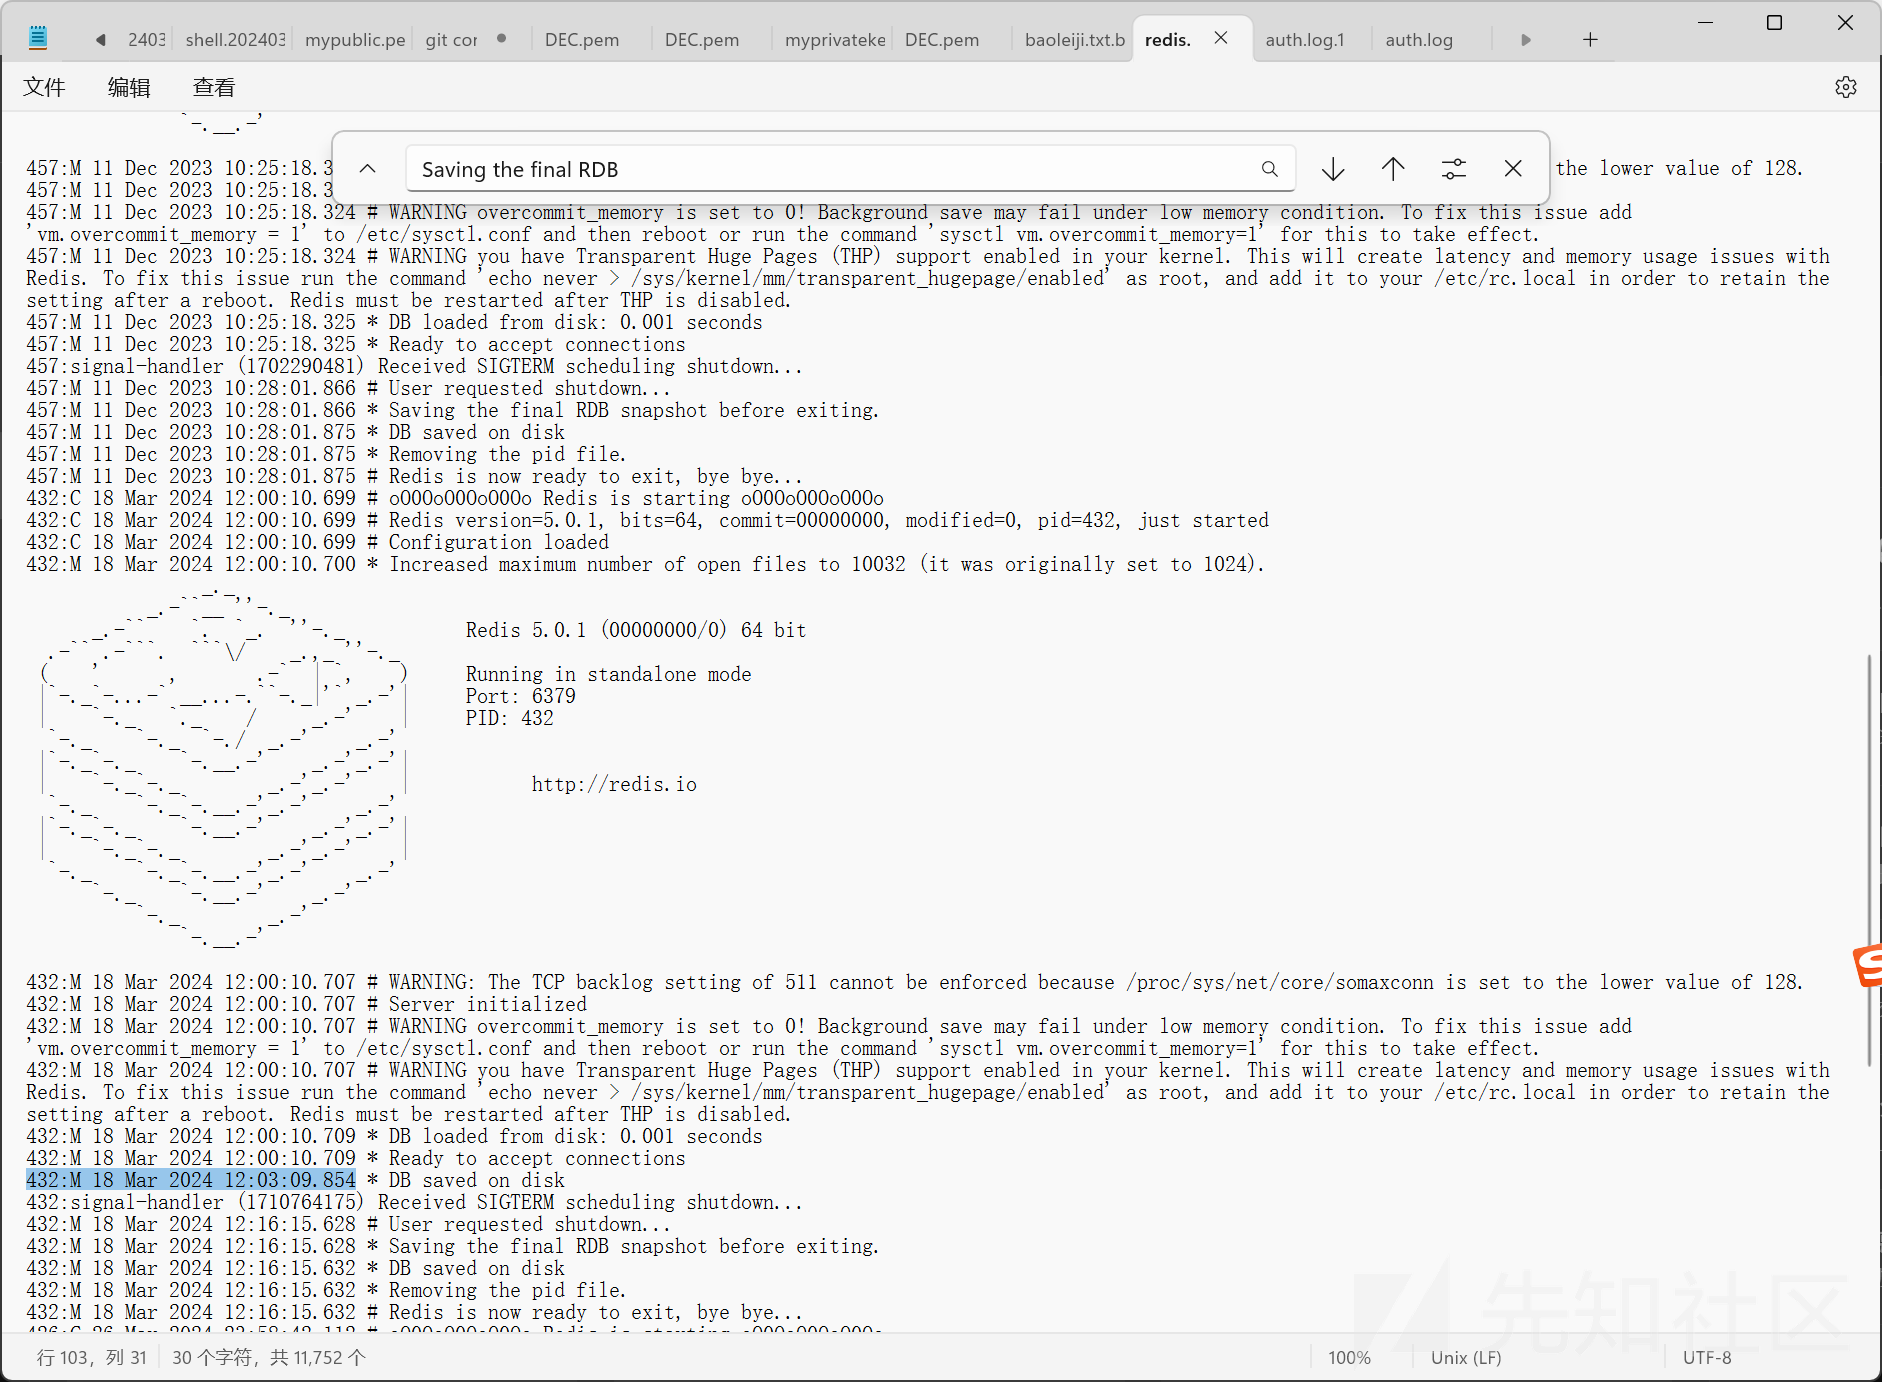 2403 shell.202403 mypublic.pe git cor DEC.pem DEC.pem myprivateke DEC.pem baoleiji.txt.b redis. auth.log.1 auth.log
文件 编辑 查看
Saving the final RDB
457:M 11 Dec 2023 10:25:18.3 the lower value of 128.
457:M 11 Dec 2023 10:25:18.3
457:M 11 Dec 2023 10:25:18.324 # WARNING overcommit_memory is set to 0! Background save may fail under low memory condition. To fix this issue add
'vm.overcommit_memory = 1' to /etc/sysctl.conf and then reboot or run the command 'sysctl vm.overcommit_memory=1' for this to take effect.
457:M 11 Dec 2023 10:25:18.324 # WARNING you have Transparent Huge Pages (THP) support enabled in your kernel. This will create latency and memory usage issues with
Redis. To fix this issue run the command 'echo never > /sys/kernel/mm/transparent_hugepage/enabled' as root, and add it to your /etc/rc.local in order to retain the
setting after a reboot. Redis must be restarted after THP is disabled.
457:M 11 Dec 2023 10:25:18.325 * DB loaded from disk: 0.001 seconds
457:M 11 Dec 2023 10:25:18.325 * Ready to accept connections
457:signal-handler (1702290481) Received SIGTERM scheduling shutdown...
457:M 11 Dec 2023 10:28:01.866 # User requested shutdown...
457:M 11 Dec 2023 10:28:01.866 * Saving the final RDB snapshot before exiting.
457:M 11 Dec 2023 10:28:01.875 * DB saved on disk
457:M 11 Dec 2023 10:28:01.875 * Removing the pid file.
457:M 11 Dec 2023 10:28:01.875 # Redis is now ready to exit, bye bye...
432:C 18 Mar 2024 12:00:10.699 # oO0OoO0OoO0Oo Redis is starting oO0OoO0OoO0Oo
432:C 18 Mar 2024 12:00:10.699 # Redis version=5.0.1, bits=64, commit=00000000, modified=0, pid=432, just started
432:C 18 Mar 2024 12:00:10.699 # Configuration loaded
432:M 18 Mar 2024 12:00:10.700 * Increased maximum number of open files to 10032 (it was originally set to 1024).
Redis 5.0.1 (00000000/0) 64 bit
Running in standalone mode
Port: 6379
PID: 432
http://redis.io
432:M 18 Mar 2024 12:00:10.707 # WARNING: The TCP backlog setting of 511 cannot be enforced because /proc/sys/net/core/somaxconn is set to the lower value of 128.
432:M 18 Mar 2024 12:00:10.707 # Server initialized
432:M 18 Mar 2024 12:00:10.707 # WARNING overcommit_memory is set to 0! Background save may fail under low memory condition. To fix this issue add
'vm.overcommit_memory = 1' to /etc/sysctl.conf and then reboot or run the command 'sysctl vm.overcommit_memory=1' for this to take effect.
432:M 18 Mar 2024 12:00:10.707 # WARNING you have Transparent Huge Pages (THP) support enabled in your kernel. This will create latency and memory usage issues with
Redis. To fix this issue run the command 'echo never > /sys/kernel/mm/transparent_hugepage/enabled' as root, and add it to your /etc/rc.local in order to retain the
setting after a reboot. Redis must be restarted after THP is disabled.
432:M 18 Mar 2024 12:00:10.709 * DB loaded from disk: 0.001 seconds
432:M 18 Mar 2024 12:00:10.709 * Ready to accept connections
432:M 18 Mar 2024 12:03:09.854 * DB saved on disk
432:signal-handler (1710764175) Received SIGTERM scheduling shutdown...
432:M 18 Mar 2024 12:16:15.628 # User requested shutdown...
432:M 18 Mar 2024 12:16:15.628 * Saving the final RDB snapshot before exiting.
432:M 18 Mar 2024 12:16:15.632 * DB saved on disk
432:M 18 Mar 2024 12:16:15.632 * Removing the pid file.
432:M 18 Mar 2024 12:16:15.632 # Redis is now ready to exit, bye bye...
先知社区
行 103，列 31 30 个字符，共 11,752 个 100% Unix (LF) UTF-8